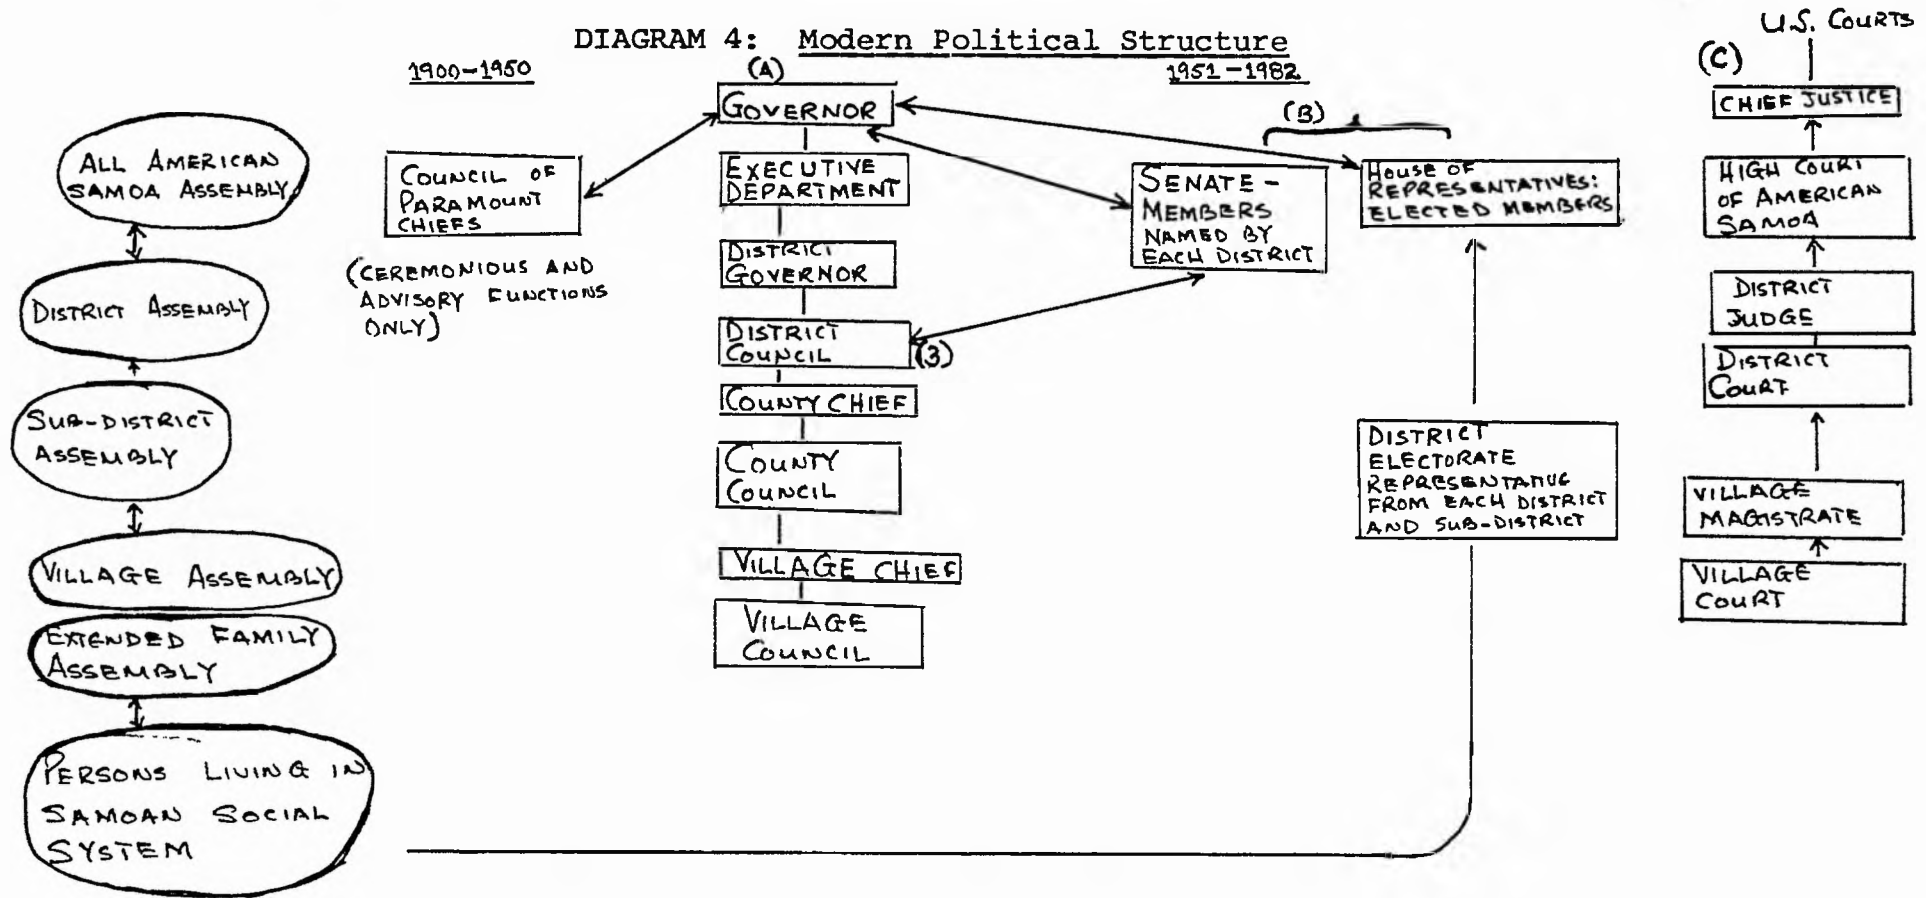 DIAGRAM 4: Modern Political Structure
1900-1950
(A)
1951-1982
U.S. COURTS
(C)
(B)
ALL AMERICAN
SAMOA ASSEMBLY
DISTRICT ASSEMBLY
SUB-DISTRICT
ASSEMBLY
VILLAGE ASSEMBLY
EXTENDED FAMILY
ASSEMBLY
PERSONS LIVING IN
SAMOAN SOCIAL
SYSTEM
COUNCIL OF
PARAMOUNT
CHIEFS
(CEREMONIOUS AND
ADVISORY FUNCTIONS
ONLY)
GOVERNOR
EXECUTIVE
DEPARTMENT
DISTRICT
GOVERNOR
DISTRICT
COUNCIL
(3)
COUNTY CHIEF
COUNTY
COUNCIL
VILLAGE CHIEF
VILLAGE
COUNCIL
SENATE -
MEMBERS
NAMED BY
EACH DISTRICT
HOUSE OF
REPRESENTATIVES:
ELECTED MEMBERS
DISTRICT
ELECTORATE
REPRESENTATIVE
FROM EACH DISTRICT
AND SUB-DISTRICT
CHIEF JUSTICE
HIGH COURT
OF AMERICAN
SAMOA
DISTRICT
JUDGE
DISTRICT
COURT
VILLAGE
MAGISTRATE
VILLAGE
COURT